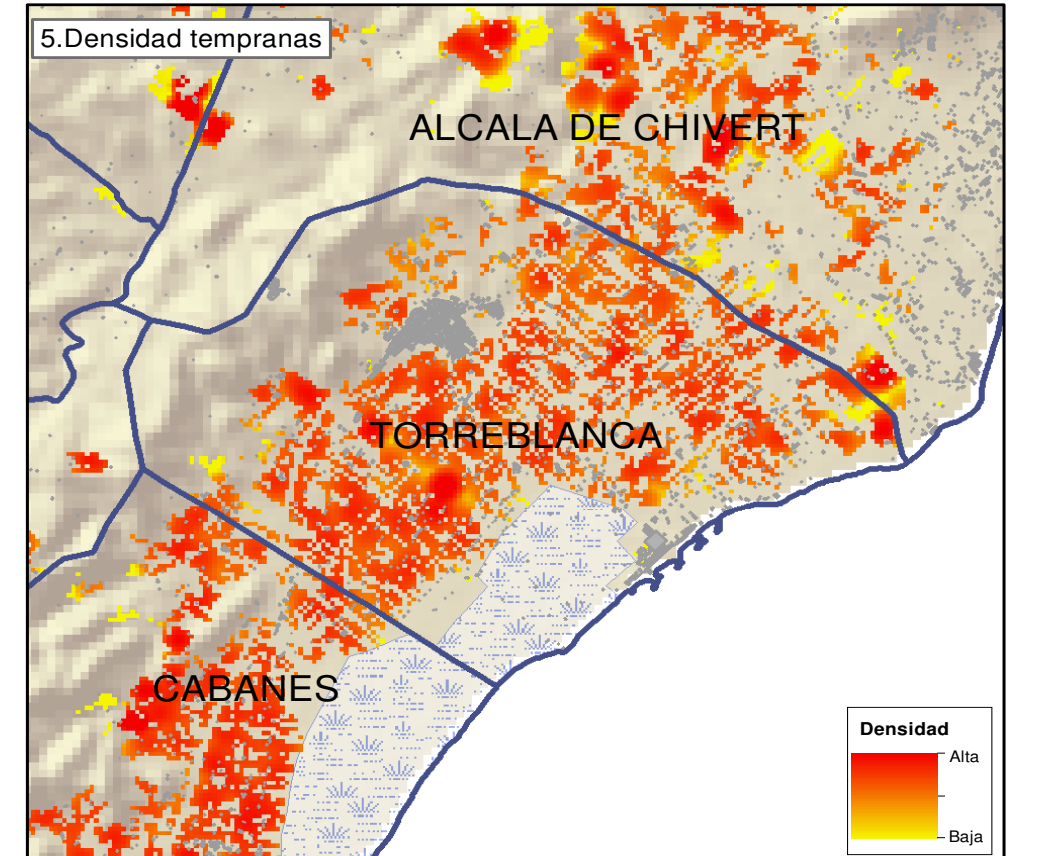 5.Densidad tempranas
ALCALA DE CHIVERT
TORREBLANCA
CABANES
Densidad
Alta
Baja